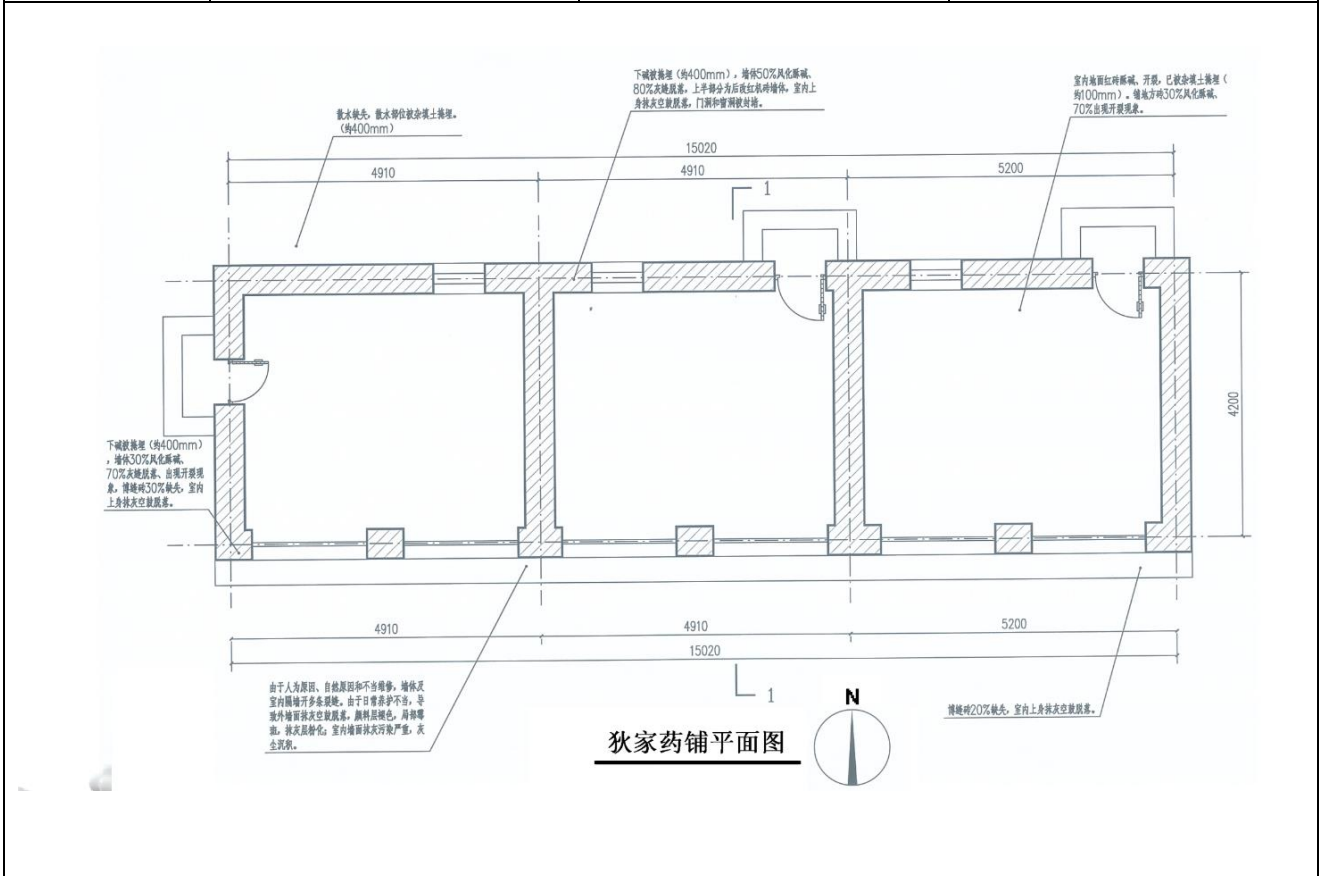 下碱被掩埋（约400mm），墙体50%风化酥碱、
80%灰缝脱落，上半部分为后改红机砖墙体，室内上
身抹灰空鼓脱落，门洞和窗洞被封堵。
室内地面红砖酥碱、开裂，已被杂填土掩埋（
约100mm）。铺地方砖30%风化酥碱、
70%出现开裂现象。
散水缺失，散水部位被杂填土掩埋。
（约400mm）
15020
4910
4910
5200
1
4200
下碱被掩埋（约400mm）
，墙体30%风化酥碱、
70%灰缝脱落、出现开裂现
象，博缝砖30%缺失，室内
上身抹灰空鼓脱落。
4910
4910
5200
15020
1
由于人为原因、自然原因和不当维修，墙体及
室内隔墙开多条裂缝。由于日常养护不当，导
致外墙面抹灰空鼓脱落，颜料层褪色，局部霉
斑，抹灰层粉化；室内墙面抹灰污染严重，灰
尘沉积。
博缝砖20%缺失，室内上身抹灰空鼓脱落。
狄家药铺平面图
N